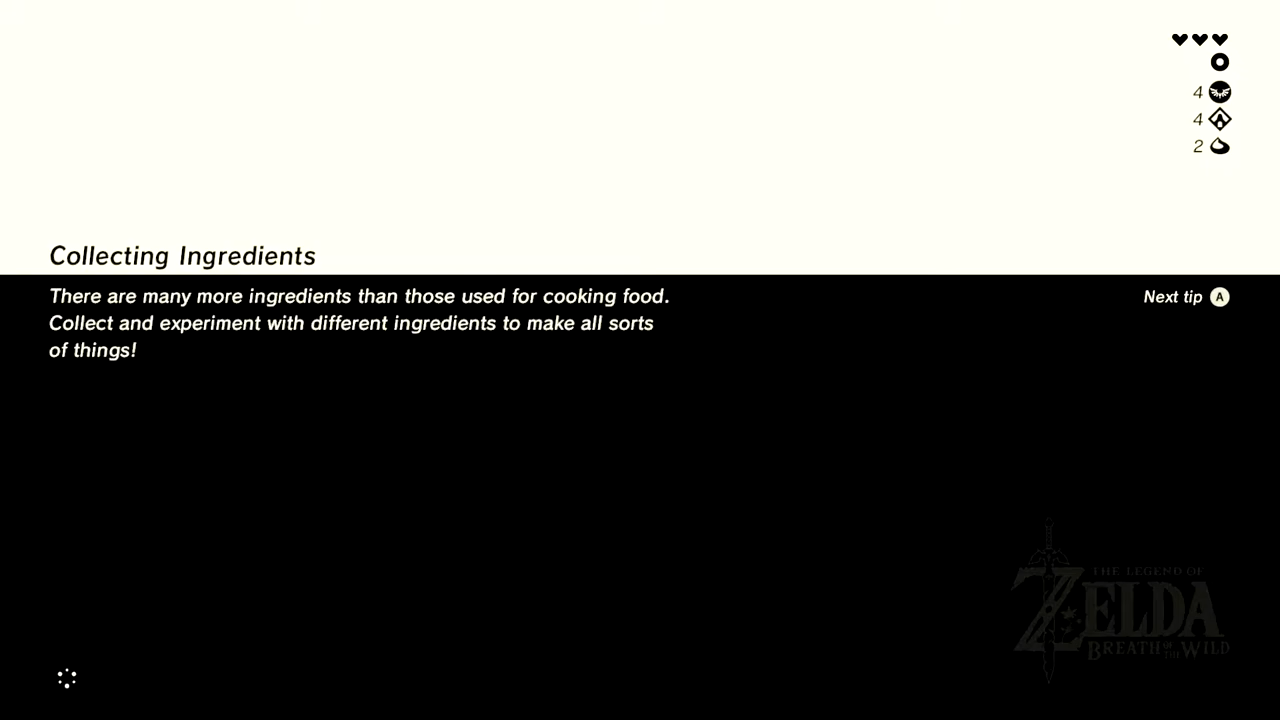 4
4
2
Collecting Ingredients
There are many more ingredients than those used for cooking food.
Collect and experiment with different ingredients to make all sorts
of things!
Next tip A
THE LEGEND OF
ZELDA
BREATH OF THE WILD